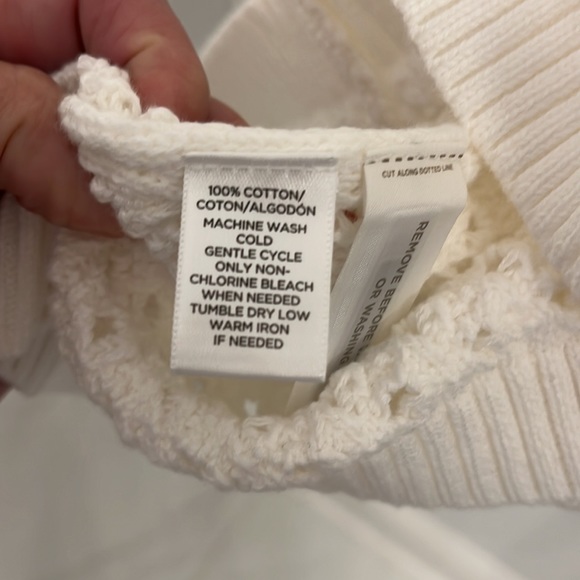 100% COTTON/
COTON/ALGODÓN
MACHINE WASH
COLD
GENTLE CYCLE
ONLY NON-
CHLORINE BLEACH
WHEN NEEDED
TUMBLE DRY LOW
WARM IRON
IF NEEDED
CUT ALONG DOTTED LINE
REMOVE BEFORE
OR WASHING